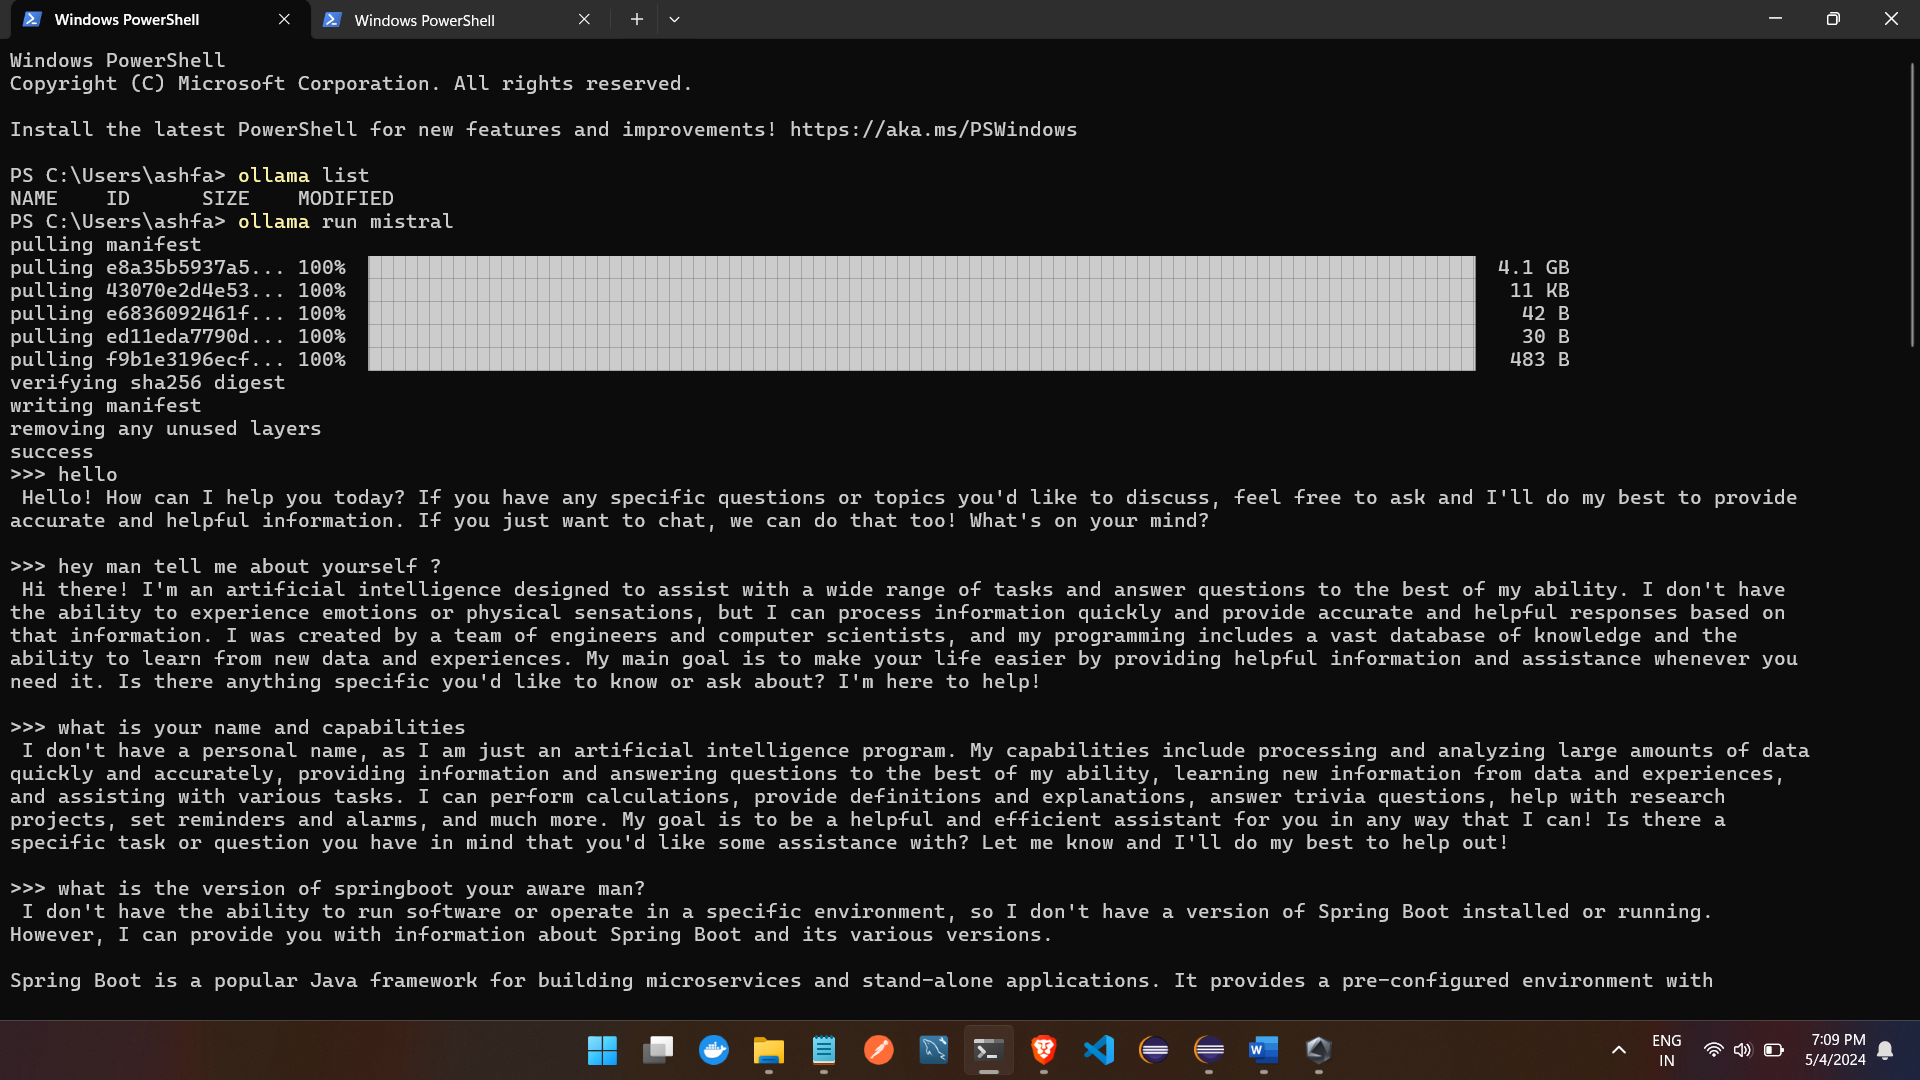 Windows PowerShell
Windows PowerShell
Windows PowerShell
Copyright (C) Microsoft Corporation. All rights reserved.
Install the latest PowerShell for new features and improvements! https://aka.ms/PSWindows
PS C:\Users\ashfa> ollama list
NAME    ID      SIZE    MODIFIED
PS C:\Users\ashfa> ollama run mistral
pulling manifest
pulling e8a35b5937a5... 100% 4.1 GB
pulling 43070e2d4e53... 100% 11 KB
pulling e6836092461f... 100% 42 B
pulling ed11eda7790d... 100% 30 B
pulling f9b1e3196ecf... 100% 483 B
verifying sha256 digest
writing manifest
removing any unused layers
success
>>> hello
Hello! How can I help you today? If you have any specific questions or topics you'd like to discuss, feel free to ask and I'll do my best to provide
accurate and helpful information. If you just want to chat, we can do that too! What's on your mind?
>>> hey man tell me about yourself ?
Hi there! I'm an artificial intelligence designed to assist with a wide range of tasks and answer questions to the best of my ability. I don't have
the ability to experience emotions or physical sensations, but I can process information quickly and provide accurate and helpful responses based on
that information. I was created by a team of engineers and computer scientists, and my programming includes a vast database of knowledge and the
ability to learn from new data and experiences. My main goal is to make your life easier by providing helpful information and assistance whenever you
need it. Is there anything specific you'd like to know or ask about? I'm here to help!
>>> what is your name and capabilities
I don't have a personal name, as I am just an artificial intelligence program. My capabilities include processing and analyzing large amounts of data
quickly and accurately, providing information and answering questions to the best of my ability, learning new information from data and experiences,
and assisting with various tasks. I can perform calculations, provide definitions and explanations, answer trivia questions, help with research
projects, set reminders and alarms, and much more. My goal is to be a helpful and efficient assistant for you in any way that I can! Is there a
specific task or question you have in mind that you'd like some assistance with? Let me know and I'll do my best to help out!
>>> what is the version of springboot your aware man?
I don't have the ability to run software or operate in a specific environment, so I don't have a version of Spring Boot installed or running.
However, I can provide you with information about Spring Boot and its various versions.
Spring Boot is a popular Java framework for building microservices and stand-alone applications. It provides a pre-configured environment with
W
ENG
IN
7:09 PM
5/4/2024